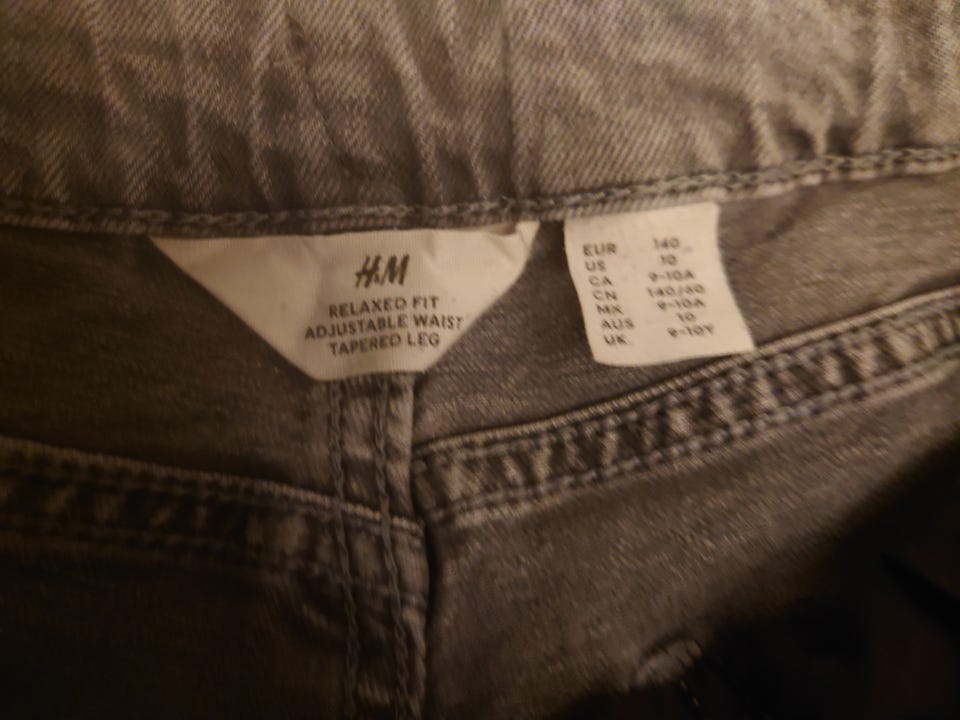 H&M
RELAXED FIT
ADJUSTABLE WAIST
TAPERED LEG
EUR 140
US 10
CA 9-10A
CN 140/60
MX 9-10A
AUS 10
UK 9-10Y